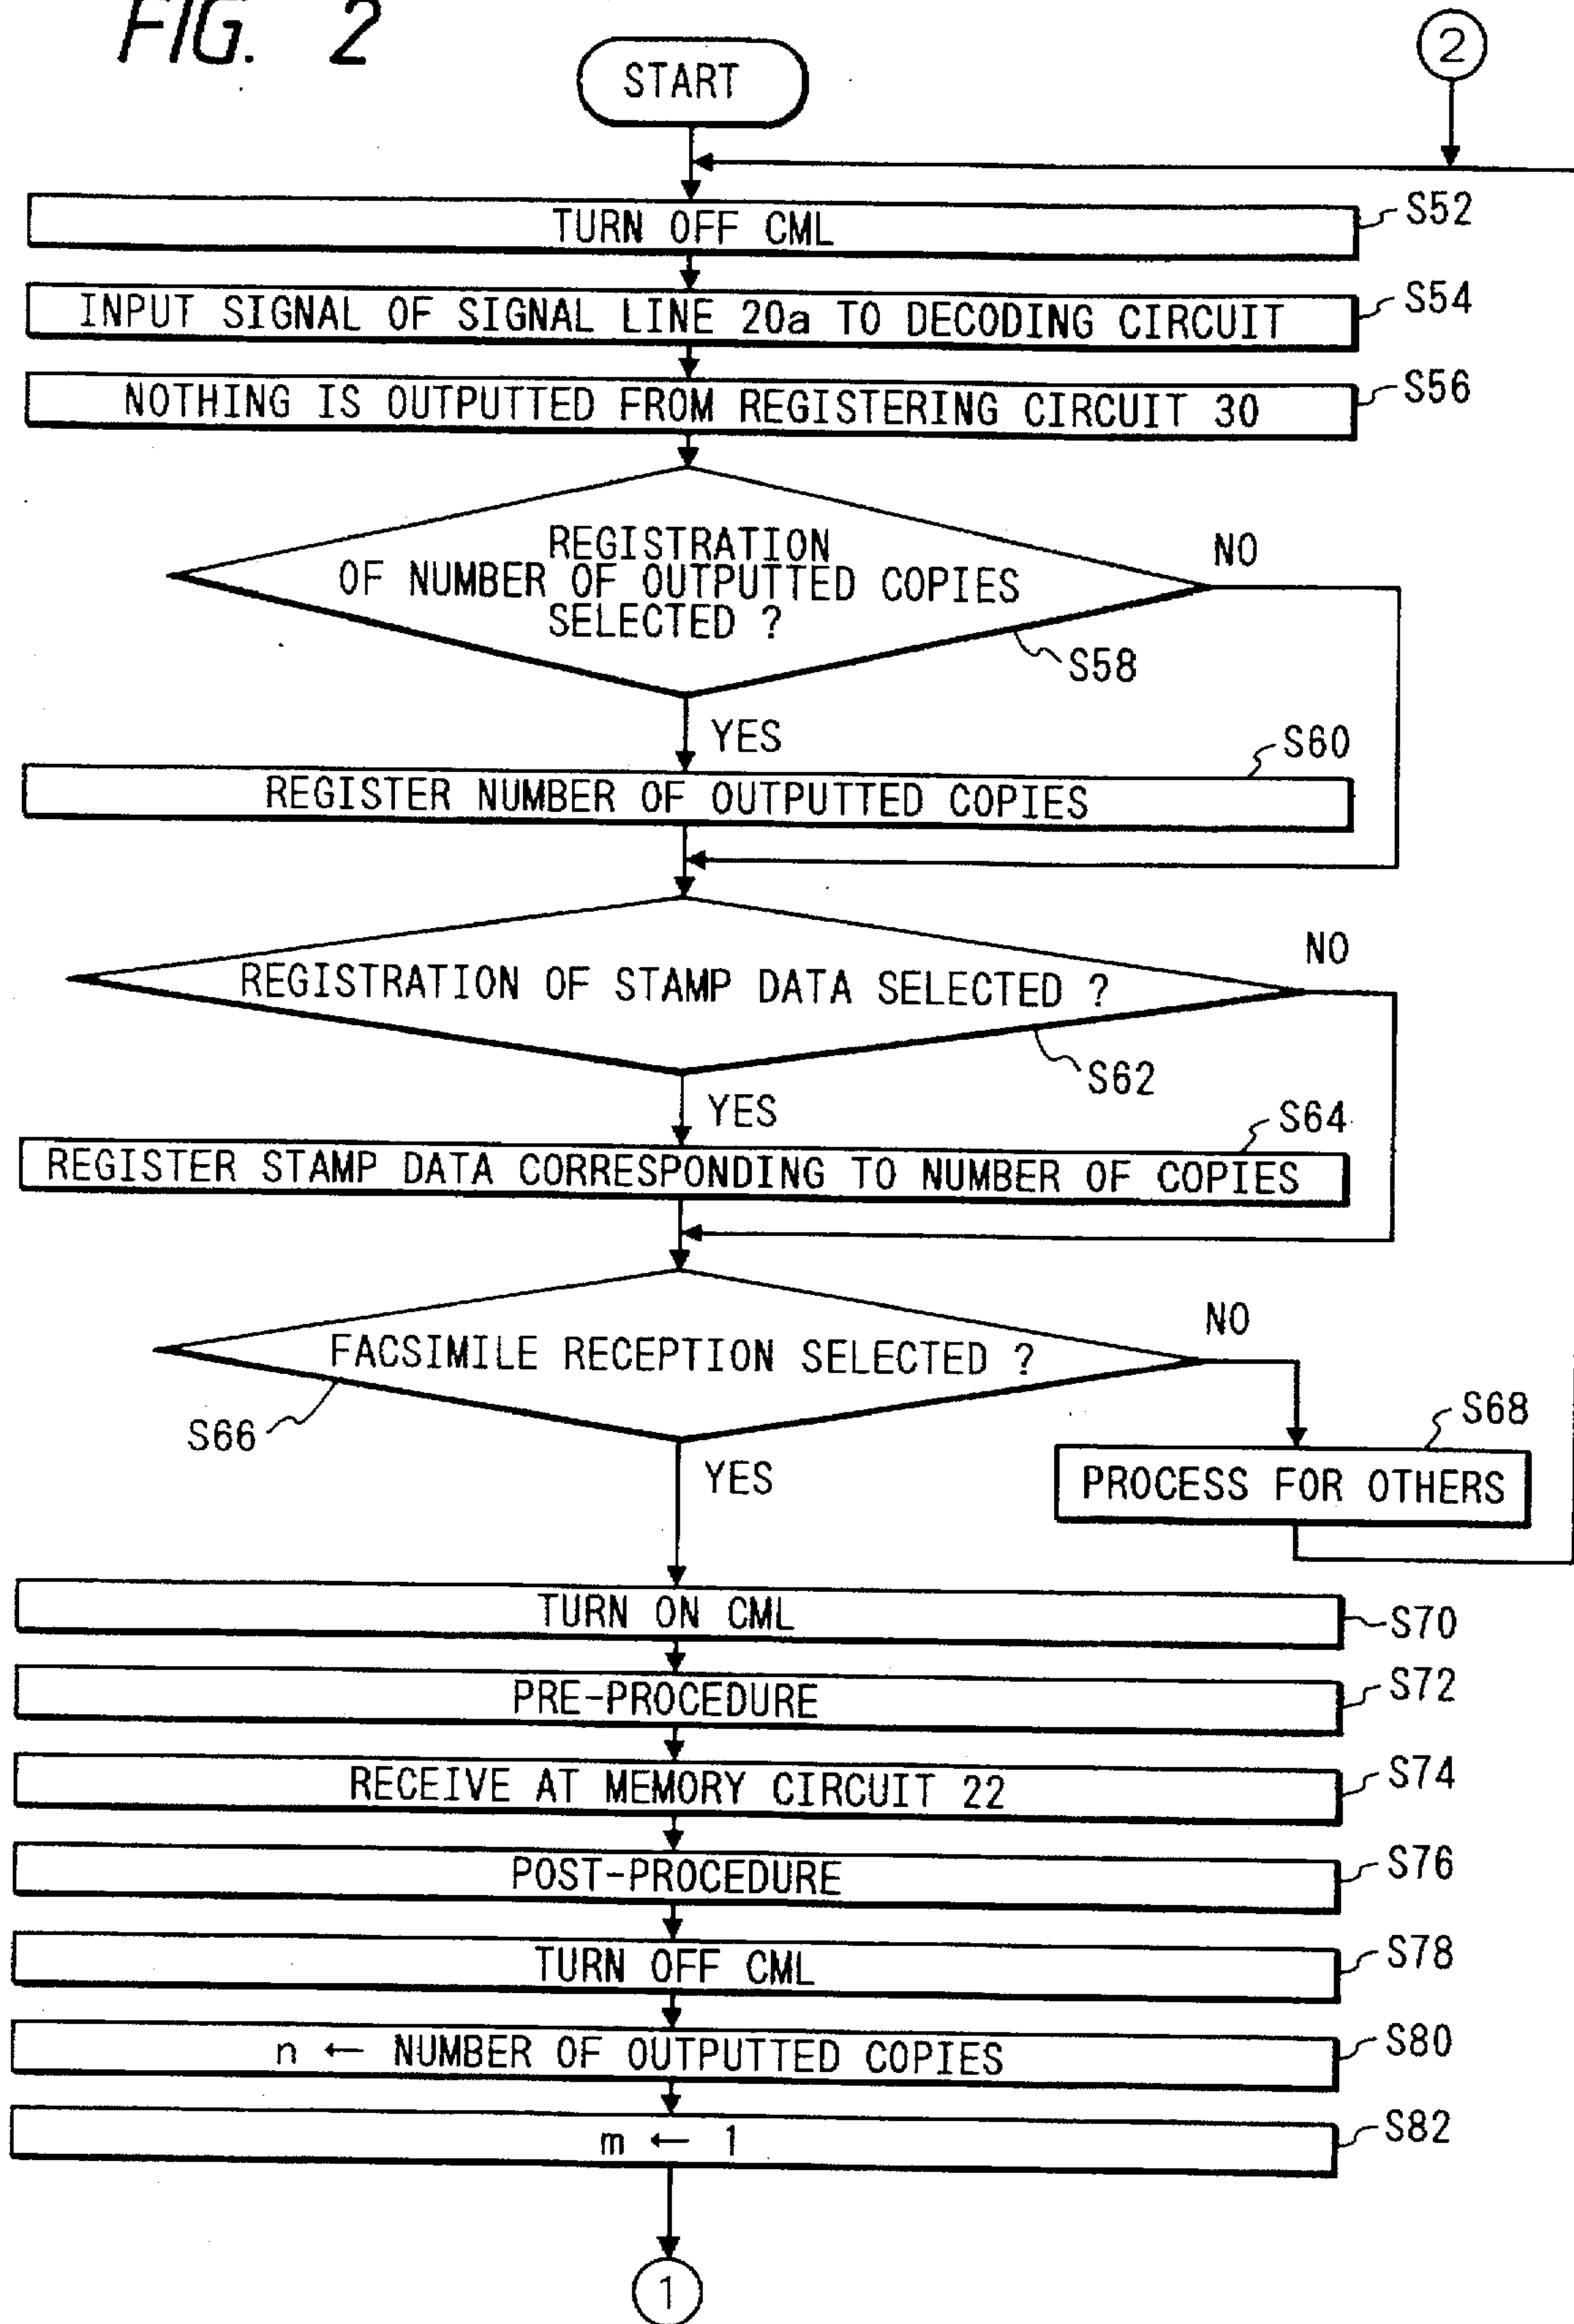 FIG. 2
START
2
TURN OFF CML
S52
INPUT SIGNAL OF SIGNAL LINE 20a TO DECODING CIRCUIT
S54
NOTHING IS OUTPUTTED FROM REGISTERING CIRCUIT 30
S56
REGISTRATION
OF NUMBER OF OUTPUTTED COPIES
SELECTED ?
NO
S58
YES
S60
REGISTER NUMBER OF OUTPUTTED COPIES
REGISTRATION OF STAMP DATA SELECTED ?
NO
S62
YES
S64
REGISTER STAMP DATA CORRESPONDING TO NUMBER OF COPIES
FACSIMILE RECEPTION SELECTED ?
NO
S66
YES
S68
PROCESS FOR OTHERS
TURN ON CML
S70
PRE-PROCEDURE
S72
RECEIVE AT MEMORY CIRCUIT 22
S74
POST-PROCEDURE
S76
TURN OFF CML
S78
n ← NUMBER OF OUTPUTTED COPIES
S80
m ← 1
S82
1